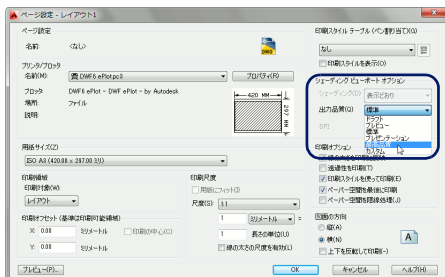 ページ設定 - レイアウト1
ページ設定
名前: <なし>
DWG
プリンタ/プロッタ
名前(M): DWF6 ePlot.pc3
プロパティ(R)
プロッタ: DWF6 ePlot - DWF ePlot - by Autodesk
場所: ファイル
説明:
420 MM
297 MM
用紙サイズ(Z)
ISO A3 (420.00 x 297.00 ミリ)
印刷領域
印刷対象(W):
レイアウト
印刷オフセット (基準は印刷可能領域)
X: 0.00 ミリメートル
印刷の中心(C)
Y: 0.00 ミリメートル
印刷尺度
用紙にフィット(I)
尺度(S): 1:1
1 ミリメートル =
1 長さの単位(U)
線の太さの尺度を有効(L)
印刷スタイル テーブル (ペン割り当て)(G)
なし
印刷スタイルを表示(O)
シェーディング ビューポート オプション
シェーディング(D) 表示どおり
出力品質(Q) 標準
ドラフト
プレビュー
標準
プレゼンテーション
最高品質
カスタム
DPI
印刷オプション
透過性を印刷(T)
印刷スタイルを使って印刷(E)
ペーパー空間を最後に印刷
ペーパー空間を隠線処理(J)
図面の方向
縦(A)
横(N)
上下を反転して印刷(-)
A
プレビュー(P)...
OK
キャンセル
ヘルプ(H)